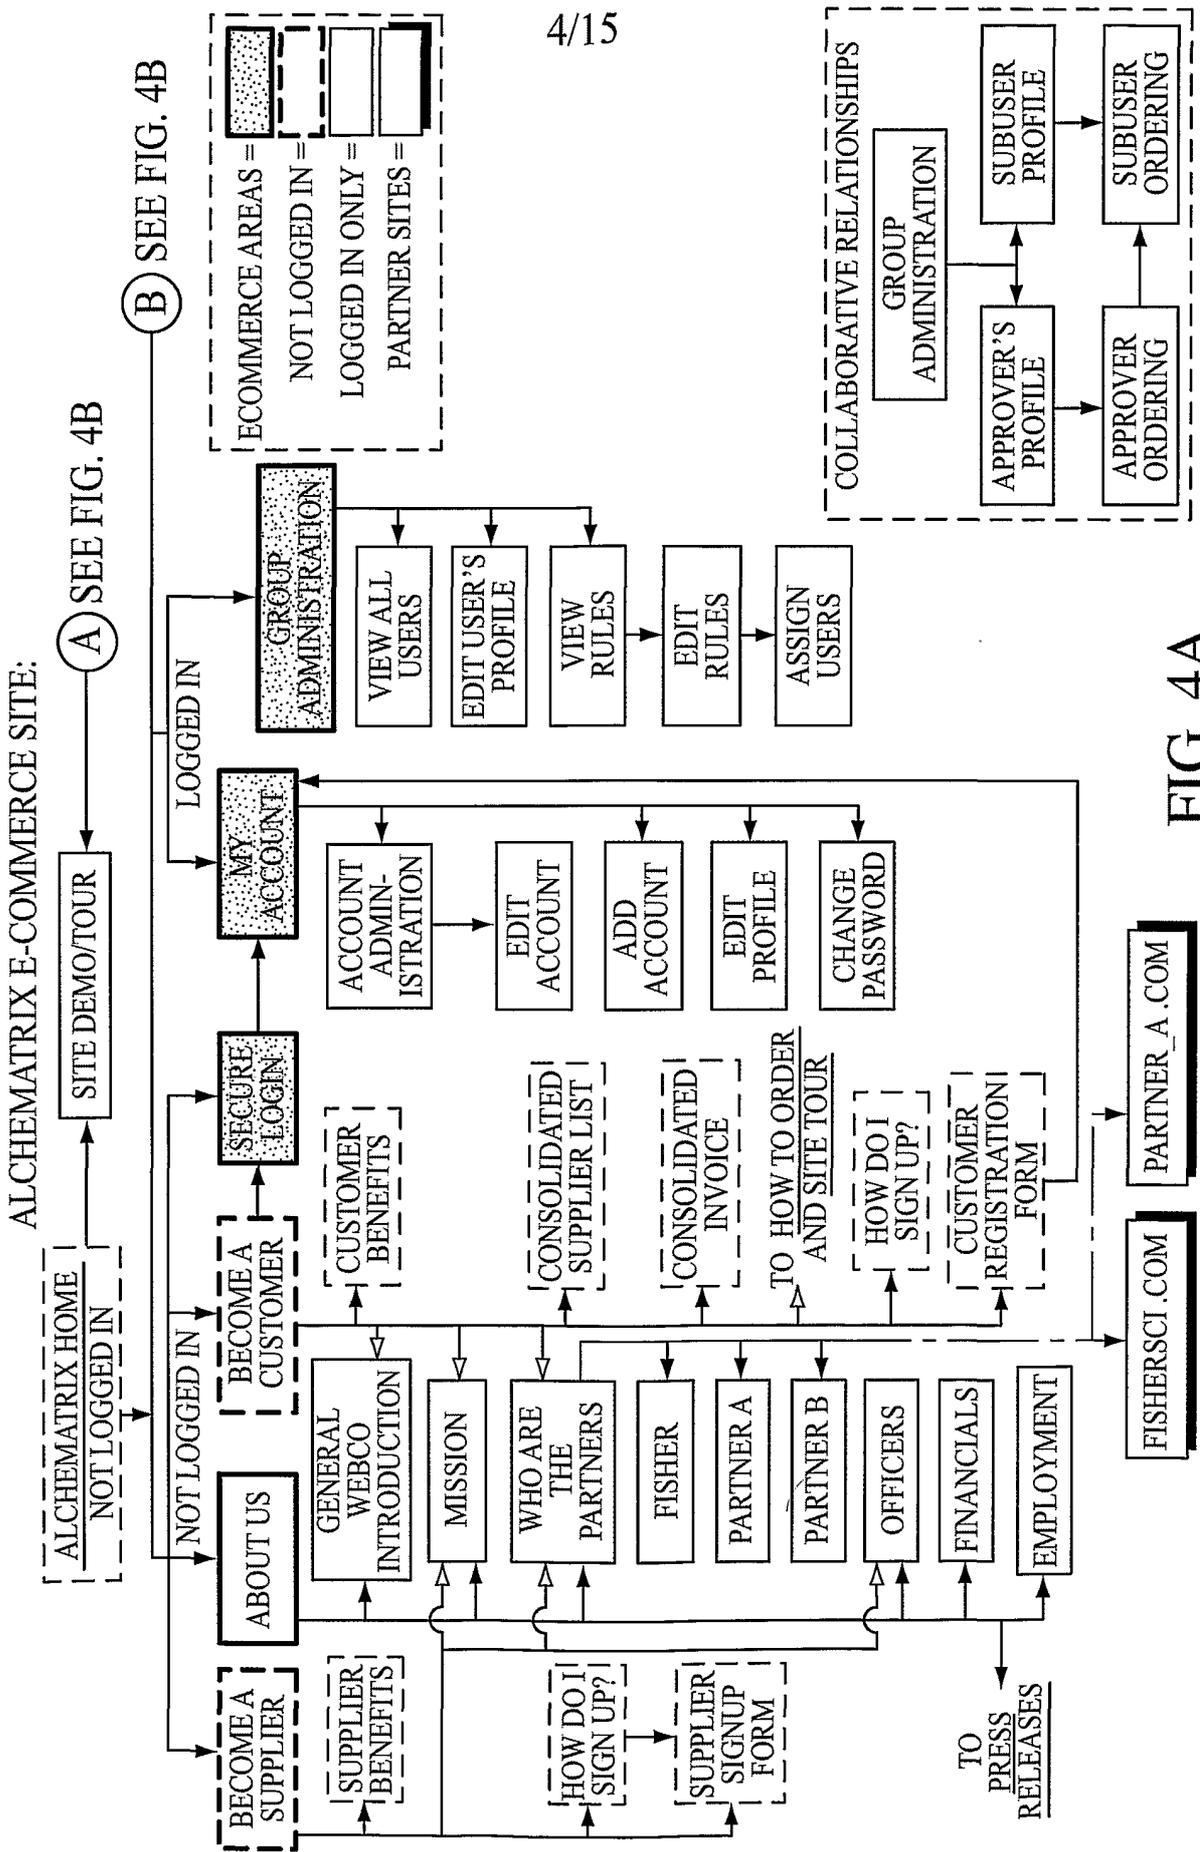 4/15
ALCHEMATRIX E-COMMERCE SITE:
ALCHEMATRIX HOME
NOT LOGGED IN
SITE DEMO/TOUR
A
SEE FIG. 4B
B
SEE FIG. 4B
NOT LOGGED IN
LOGGED IN
BECOME A
SUPPLIER
ABOUT US
BECOME A
CUSTOMER
SECURE
LOGIN
MY
ACCOUNT
GROUP
ADMINISTRATION
ECOMMERCE AREAS =
NOT LOGGED IN =
LOGGED IN ONLY =
PARTNER SITES =
SUPPLIER
BENEFITS
HOW DO I
SIGN UP?
SUPPLIER
SIGNUP
FORM
GENERAL
WEBCO
INTRODUCTION
MISSION
WHO ARE
THE
PARTNERS
FISHER
PARTNER A
PARTNER B
OFFICERS
FINANCIALS
EMPLOYMENT
TO
PRESS
RELEASES
CUSTOMER
BENEFITS
CONSOLIDATED
SUPPLIER LIST
CONSOLIDATED
INVOICE
TO HOW TO ORDER
AND SITE TOUR
HOW DO I
SIGN UP?
CUSTOMER
REGISTRATION
FORM
FISHERSCI.COM
PARTNER_A.COM
ACCOUNT
ADMIN-
ISTRATION
EDIT
ACCOUNT
ADD
ACCOUNT
EDIT
PROFILE
CHANGE
PASSWORD
VIEW ALL
USERS
EDIT USER'S
PROFILE
VIEW
RULES
EDIT
RULES
ASSIGN
USERS
COLLABORATIVE RELATIONSHIPS
GROUP
ADMINISTRATION
APPROVER'S
PROFILE
SUBUSER
PROFILE
APPROVER
ORDERING
SUBUSER
ORDERING
FIG. 4A